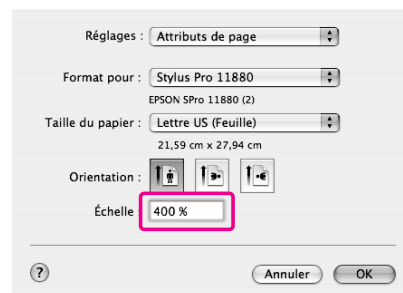 Réglages : Attributs de page
Format pour : Stylus Pro 11880
EPSON SPro 11880 (2)
Taille du papier : Lettre US (Feuille)
21,59 cm x 27,94 cm
Orientation :
Échelle : 400 %
? Annuler OK